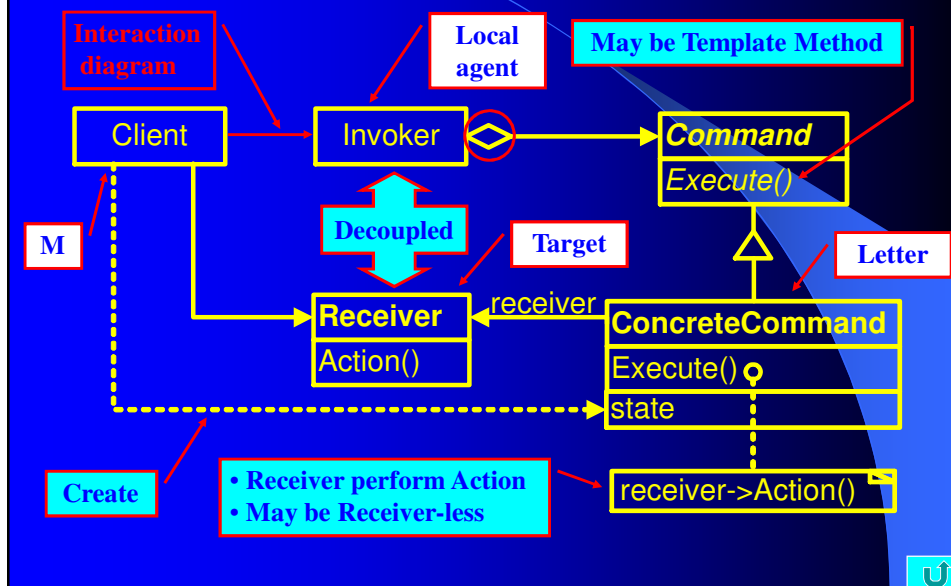 Interaction
diagram
Local
agent
May be Template Method
Client
Invoker
Command
Execute()
M
Decoupled
Target
Letter
Receiver
Action()
receiver
ConcreteCommand
Execute()
state
Create
• Receiver perform Action
• May be Receiver-less
receiver->Action()